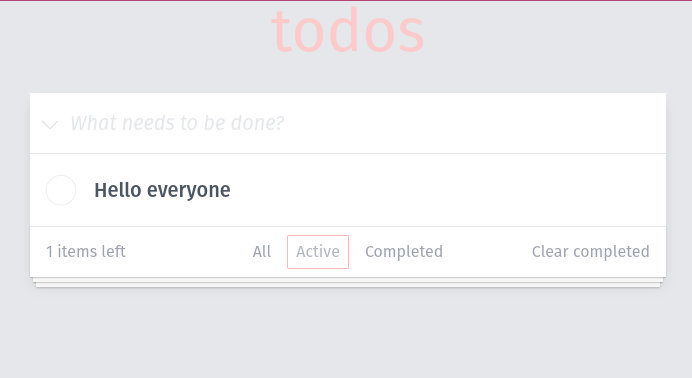 todos
What needs to be done?
Hello everyone
1 items left All Active Completed Clear completed